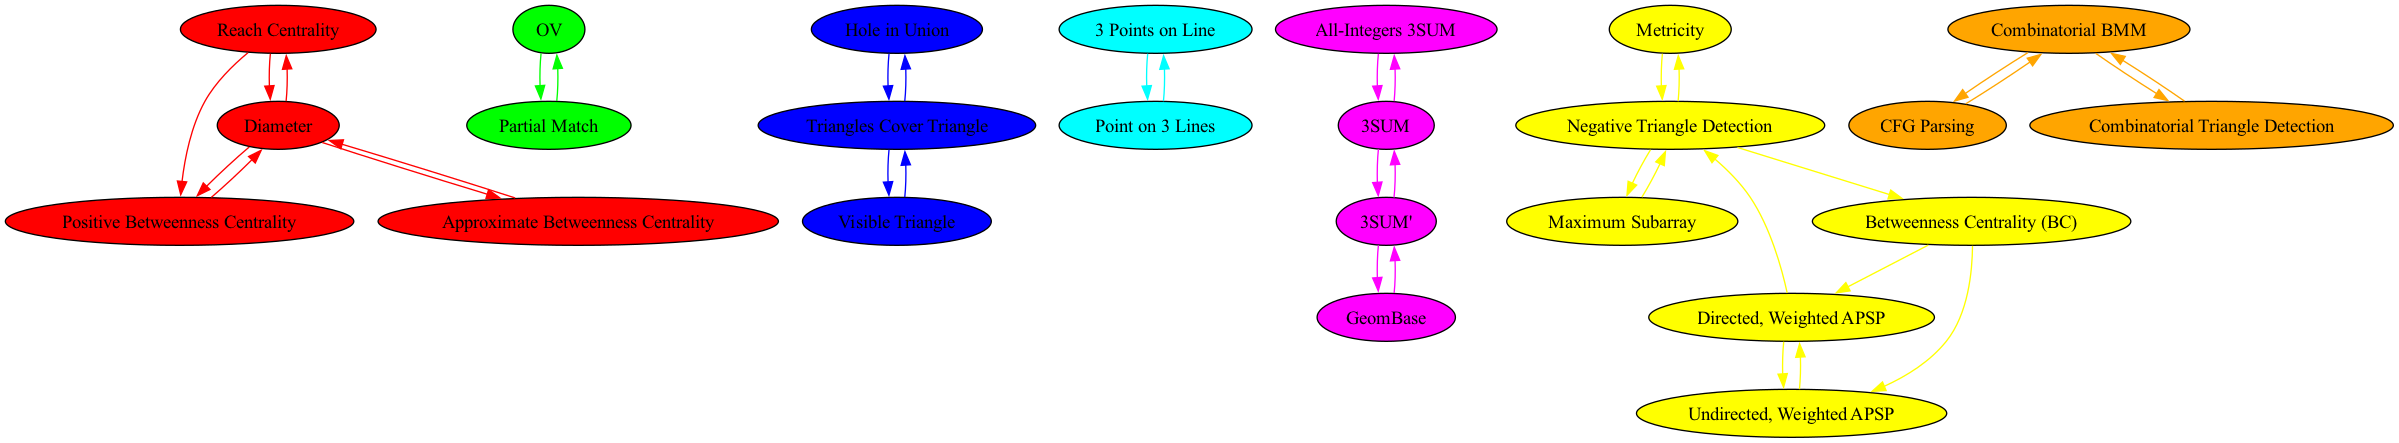 Reach Centrality
OV
Hole in Union
3 Points on Line
All-Integers 3SUM
Metricity
Combinatorial BMM
Diameter
Partial Match
Triangles Cover Triangle
Point on 3 Lines
3SUM
Negative Triangle Detection
CFG Parsing
Combinatorial Triangle Detection
Positive Betweenness Centrality
Approximate Betweenness Centrality
Visible Triangle
3SUM'
Maximum Subarray
Betweenness Centrality (BC)
GeomBase
Directed, Weighted APSP
Undirected, Weighted APSP